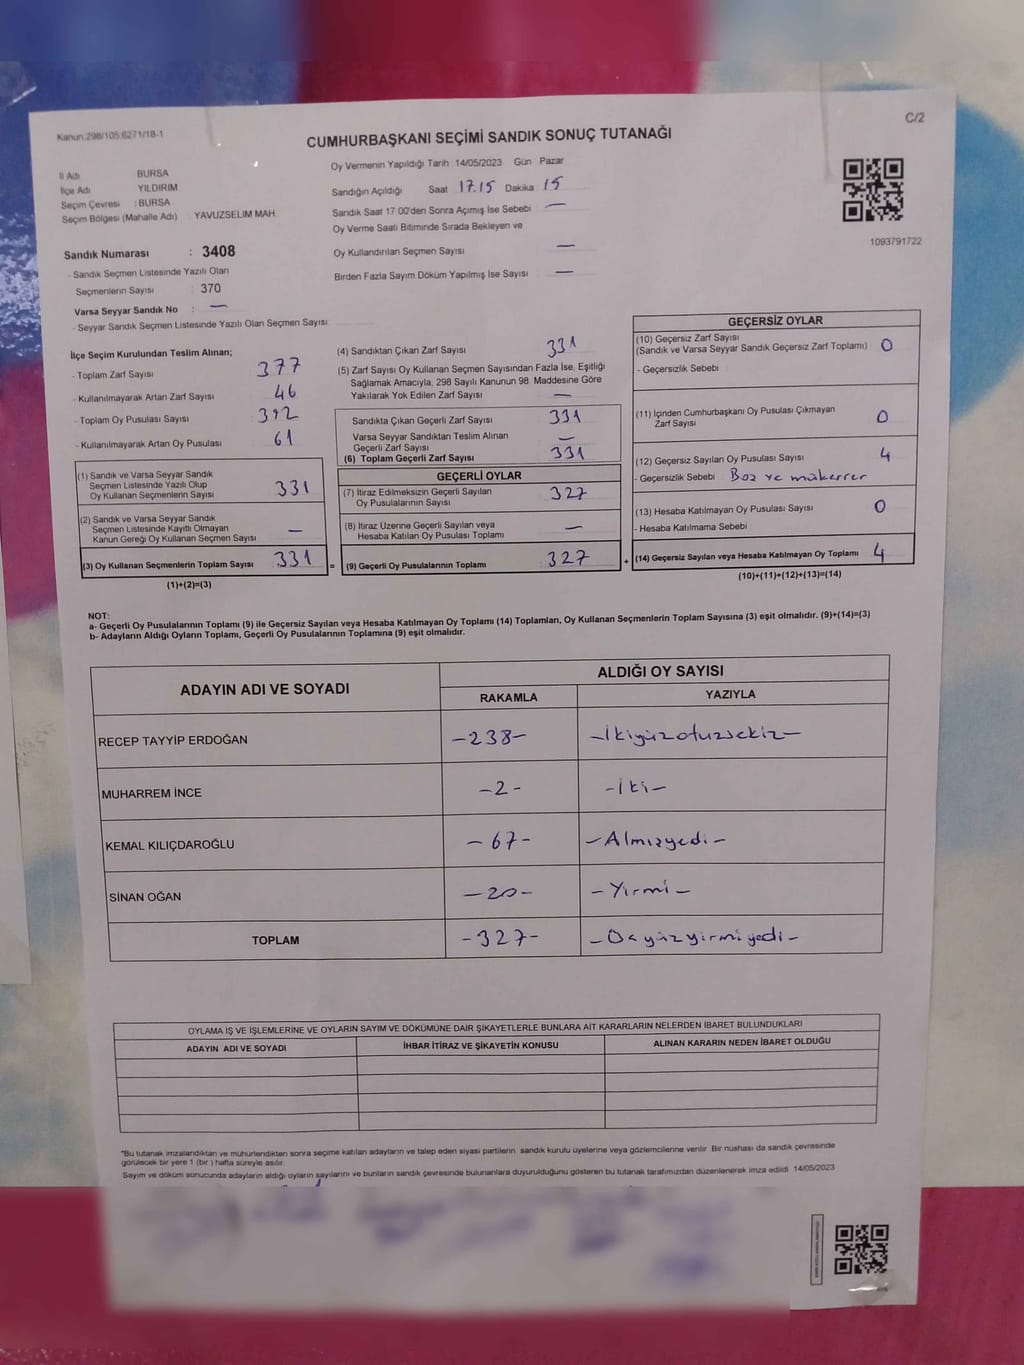 Kanun:298/105:6271/18-1
C/2
CUMHURBAŞKANI SEÇİMİ SANDIK SONUÇ TUTANAĞI
İl Adı BURSA
İlçe Adı YILDIRIM
Seçim Çevresi : BURSA
Seçim Bölgesi (Mahalle Adı) YAVUZSELIM MAH.
Oy Vermenin Yapıldığı Tarih 14/05/2023 Gün Pazar
Sandığın Açıldığı Saat 17.15 Dakika 15
Sandık Saat 17.00'den Sonra Açımış İse Sebebi —
Oy Verme Saati Bitiminde Sırada Bekleyen ve
Oy Kullandırılan Seçmen Sayısı —
Birden Fazla Sayım Döküm Yapılmış İse Sayısı —
1093791722
Sandık Numarası : 3408
- Sandık Seçmen Listesinde Yazılı Olan
Seçmenlerin Sayısı 370
Varsa Seyyar Sandık No : —
- Seyyar Sandık Seçmen Listesinde Yazılı Olan Seçmen Sayısı
İlçe Seçim Kurulundan Teslim Alınan;
- Toplam Zarf Sayısı 377
- Kullanılmayarak Artan Zarf Sayısı 46
- Toplam Oy Pusulası Sayısı 392
- Kullanılmayarak Artan Oy Pusulası 61
(1) Sandık ve Varsa Seyyar Sandık
Seçmen Listesinde Yazılı Olup
Oy Kullanan Seçmenlerin Sayısı 331
(2) Sandık ve Varsa Seyyar Sandık
Seçmen Listesinde Kayıtlı Olmayan
Kanun Gereği Oy Kullanan Seçmen Sayısı —
(3) Oy Kullanan Seçmenlerin Toplam Sayısı 331 =
(1)+(2)=(3)
(4) Sandıktan Çıkan Zarf Sayısı 331
(5) Zarf Sayısı Oy Kullanan Seçmen Sayısından Fazla İse, Eşitliği
Sağlamak Amacıyla, 298 Sayılı Kanunun 98. Maddesine Göre
Yakılarak Yok Edilen Zarf Sayısı —
Sandıkta Çıkan Geçerli Zarf Sayısı 331
Varsa Seyyar Sandıktan Teslim Alınan
Geçerli Zarf Sayısı —
(6) Toplam Geçerli Zarf Sayısı 331
GEÇERLİ OYLAR
(7) İtiraz Edilmeksizin Geçerli Sayılan
Oy Pusulalarının Sayısı 327
(8) İtiraz Üzerine Geçerli Sayılan veya
Hesaba Katılan Oy Pusulası Toplamı —
(9) Geçerli Oy Pusulalarının Toplamı 327 +
GEÇERSİZ OYLAR
(10) Geçersiz Zarf Sayısı
(Sandık ve Varsa Seyyar Sandık Geçersiz Zarf Toplamı) 0
- Geçersizlik Sebebi
(11) İçinden Cumhurbaşkanı Oy Pusulası Çıkmayan
Zarf Sayısı 0
(12) Geçersiz Sayılan Oy Pusulası Sayısı 4
- Geçersizlik Sebebi Boş ve mükerrer
(13) Hesaba Katılmayan Oy Pusulası Sayısı 0
- Hesaba Katılmama Sebebi
(14) Geçersiz Sayılan veya Hesaba Katılmayan Oy Toplamı 4
(10)+(11)+(12)+(13)=(14)
NOT:
a- Geçerli Oy Pusulalarının Toplamı (9) ile Geçersiz Sayılan veya Hesaba Katılmayan Oy Toplamı (14) Toplamları, Oy Kullanan Seçmenlerin Toplam Sayısına (3) eşit olmalıdır. (9)+(14)=(3)
b- Adayların Aldığı Oyların Toplamı, Geçerli Oy Pusulalarının Toplamına (9) eşit olmalıdır.
ADAYIN ADI VE SOYADI
ALDIĞI OY SAYISI
RAKAMLA YAZIYLA
RECEP TAYYİP ERDOĞAN -238- -İkiyüzotuzsekiz-
MUHARREM İNCE -2- -İki-
KEMAL KILIÇDAROĞLU -67- -Almışyedi-
SİNAN OĞAN -20- -Yirmi-
TOPLAM -327- -Üçyüzyirmiyedi-
OYLAMA İŞ VE İŞLEMLERİNE VE OYLARIN SAYIM VE DÖKÜMÜNE DAİR ŞİKAYETLERLE BUNLARA AİT KARARLARIN NELERDEN İBARET BULUNDUKLARI
ADAYIN ADI VE SOYADI İHBAR İTİRAZ VE ŞİKAYETİN KONUSU ALINAN KARARIN NEDEN İBARET OLDUĞU
*Bu tutanak imzalandıktan ve mühürlendikten sonra seçime katılan adayların ve talep eden siyasi partilerin sandık kurulu üyelerine veya gözlemcilerine verilir. Bir nüshası da sandık çevresinde
görülecek bir yere 1 (bir ) hafta süreyle asılır.
Sayım ve döküm sonucunda adayların aldığı oyların sayılarını ve bunların sandık çevresinde bulunanlara duyurulduğunu gösteren bu tutanak tarafımızdan düzenlenerek imza edildi. 14/05/2023